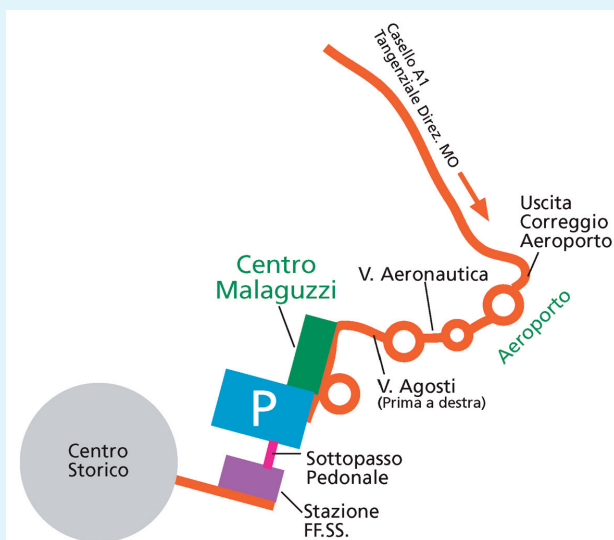 Casello A1
Tangenziale Direz. MO
Uscita
Correggio
Aeroporto
Centro
Malaguzzi
V. Aeronautica
Aeroporto
V. Agosti
(Prima a destra)
P
Centro
Storico
Sottopasso
Pedonale
Stazione
FF.SS.